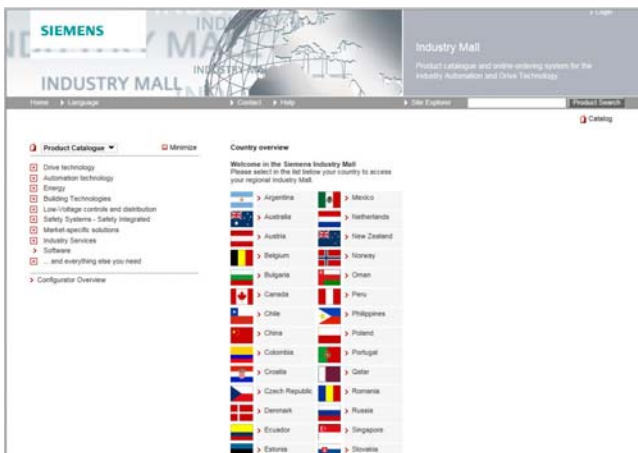 Login
SIEMENS
INDUSTRY MALL
Industry Mall
Product catalogue and online ordering system for the
Industry Automation and Drive Technology.
Home Language Contact Help Site Explorer Product Search
Catalog
Product Catalogue Minimize
Drive technology
Automation technology
Energy
Building Technologies
Low-Voltage controls and distribution
Safety Systems - Safety Integrated
Market-specific solutions
Industry Services
Software
... and everything else you need
Configurator Overview
Country overview
Welcome in the Siemens Industry Mall
Please select in the list below your country to access
your regional Industry Mall.
Argentina Mexico
Australia Netherlands
Austria New Zealand
Belgium Norway
Bulgaria Oman
Canada Peru
Chile Philippines
China Poland
Colombia Portugal
Croatia Qatar
Czech Republic Romania
Denmark Russia
Ecuador Singapore
Estonia Slovakia